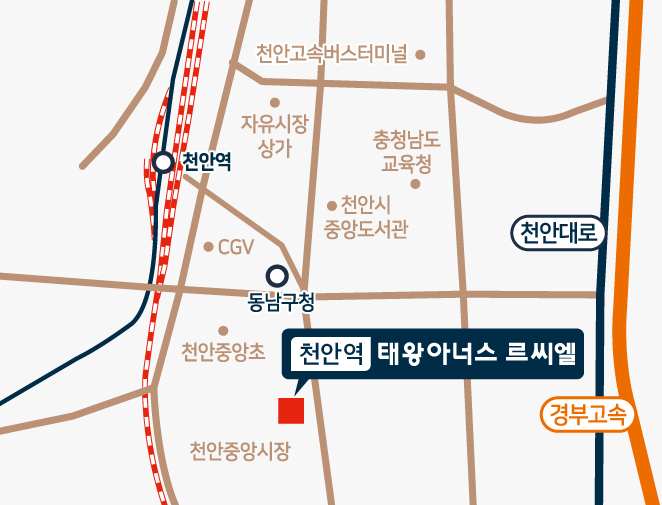 천안고속버스터미널
자유시장
상가
충청남도
교육청
천안역
천안시
중앙도서관
천안대로
CGV
동남구청
천안중앙초
천안역 태왕아너스 르씨엘
경부고속
천안중앙시장